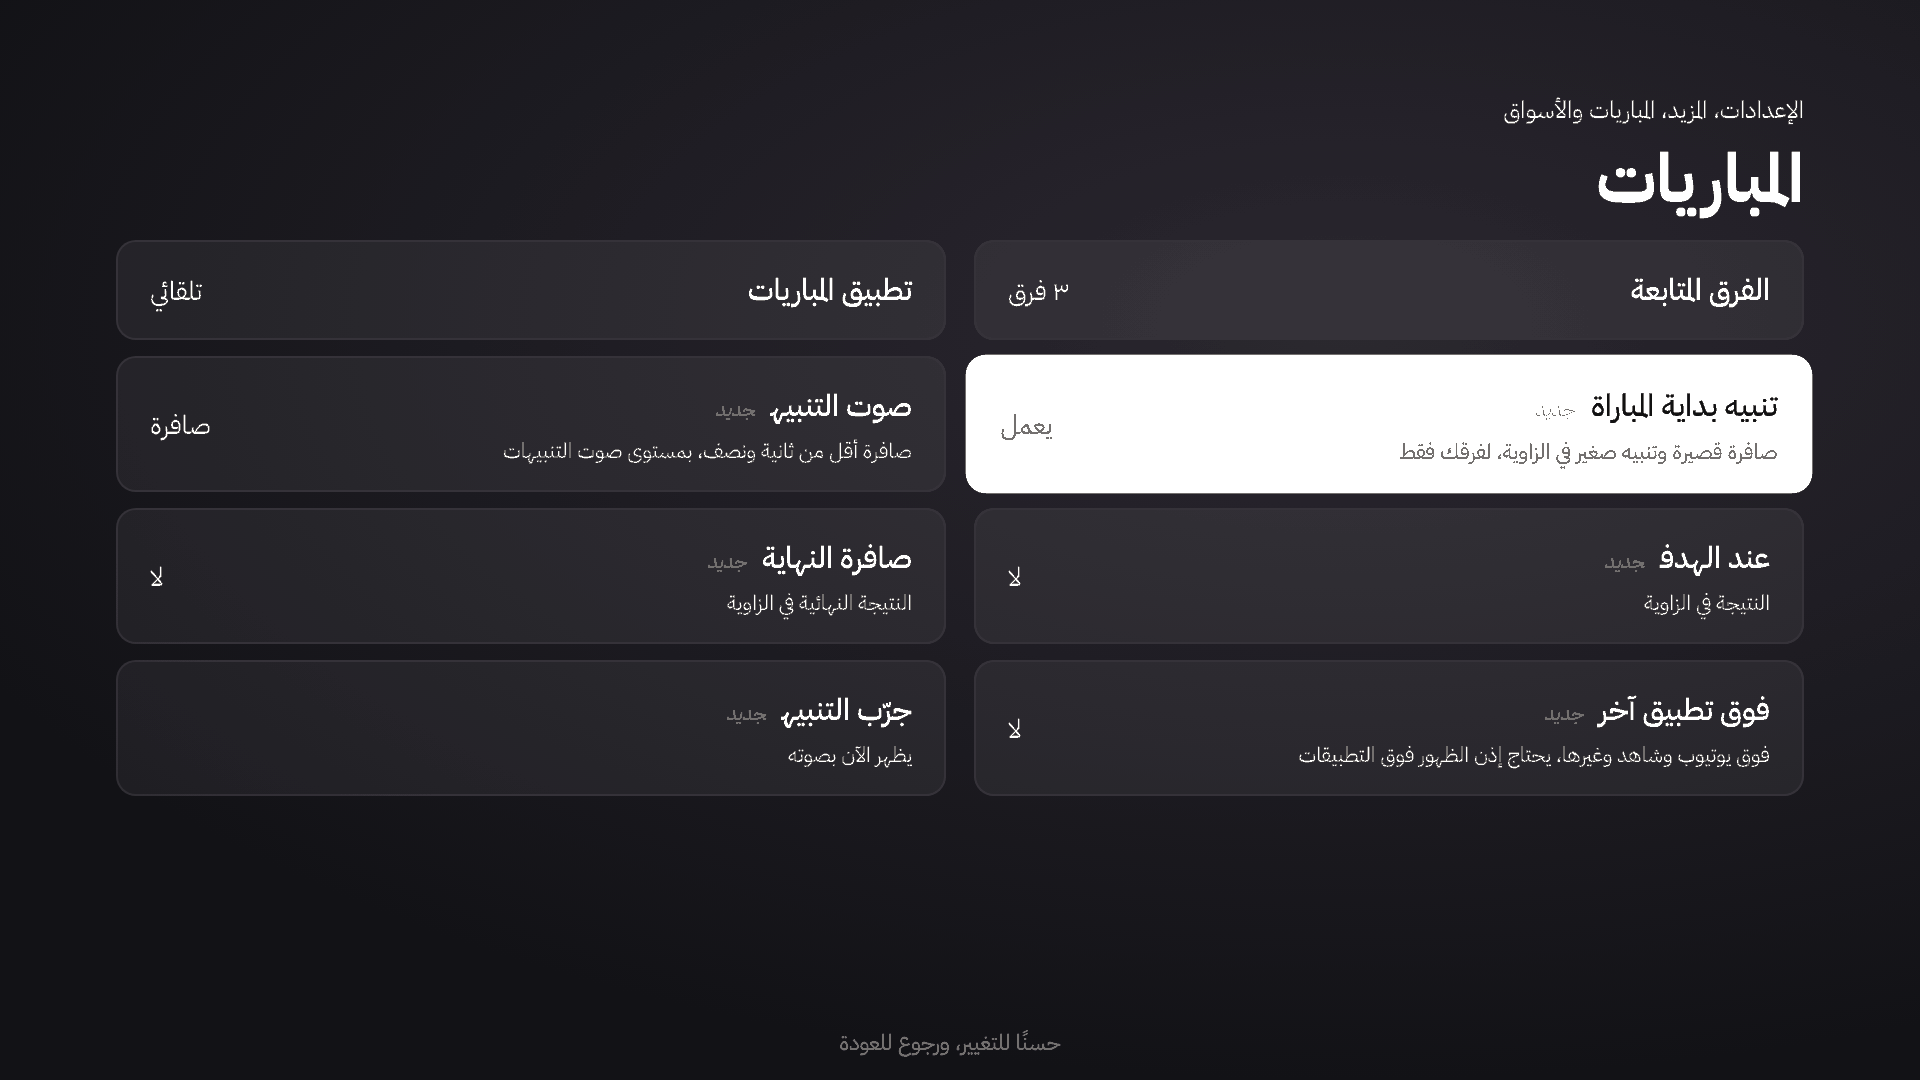 الإعدادات، المزيد، المباريات والأسواق
المباريات
الفرق المتابعة
٣ فرق
تطبيق المباريات
تلقائي
تنبيه بداية المباراة جديد
صافرة قصيرة وتنبيه صغير في الزاوية، لفرقك فقط
يعمل
صوت التنبيه جديد
صافرة أقل من ثانية ونصف، بمستوى صوت التنبيهات
صافرة
عند الهدف جديد
النتيجة في الزاوية
لا
صافرة النهاية جديد
النتيجة النهائية في الزاوية
لا
فوق تطبيق آخر جديد
فوق يوتيوب وشاهد وغيرها، يحتاج إذن الظهور فوق التطبيقات
لا
جرّب التنبيه جديد
يظهر الآن بصوته
حسنًا للتغيير، ورجوع للعودة